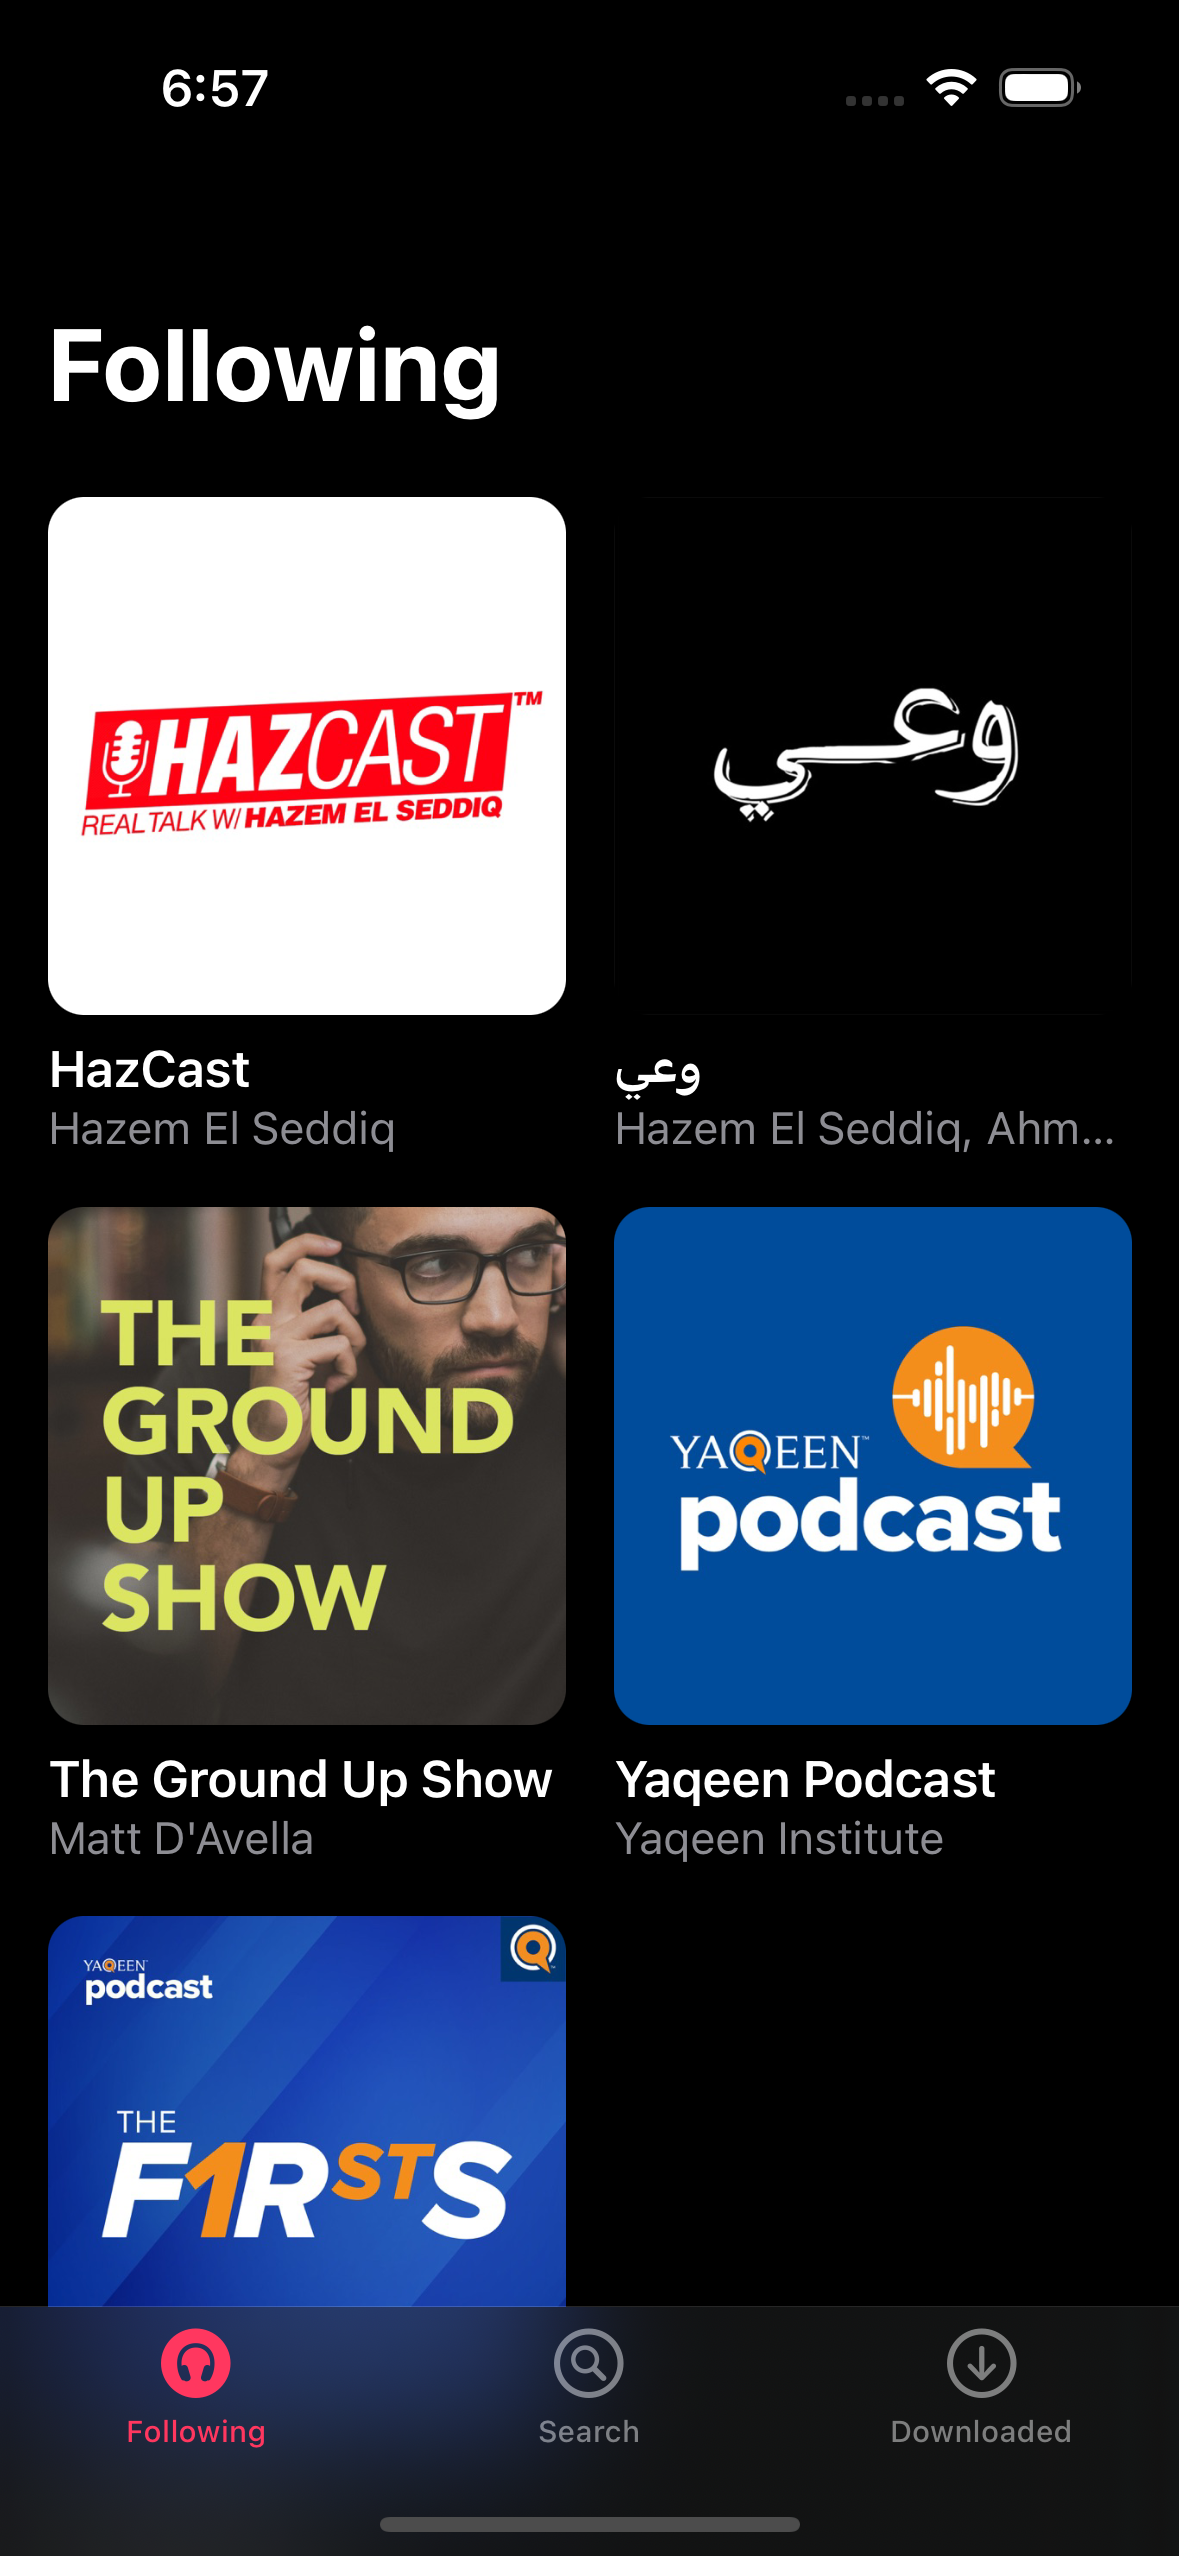 6:57
Following
HAZCAST™
REAL TALK W/ HAZEM EL SEDDIQ
وعي
HazCast
Hazem El Seddiq
وعي
Hazem El Seddiq, Ahm...
THE
GROUND
UP
SHOW
YAQEEN™
podcast
The Ground Up Show
Matt D'Avella
Yaqeen Podcast
Yaqeen Institute
YAQEEN™
podcast
THE
F1RSTS
Following
Search
Downloaded